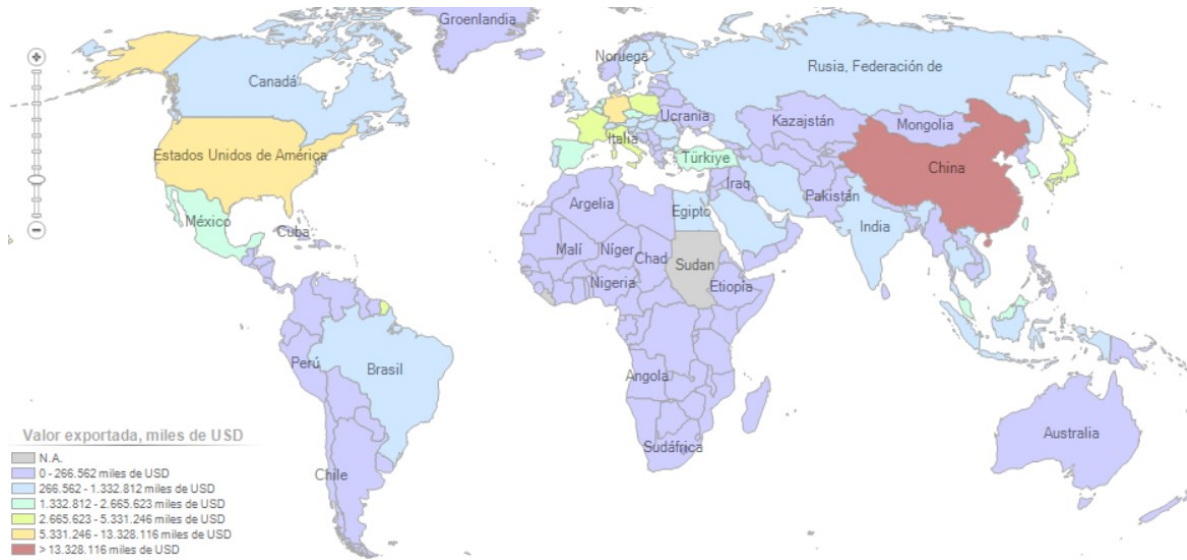 Groenlandia
Noruega
Canadá
Rusia, Federación de
Ucrania
Kazajstán
Mongolia
Italia
Estados Unidos de América
Türkiye
China
Iraq
Pakistán
México
Argelia
Egipto
India
Cuba
Malí
Níger
Chad
Sudan
Nigeria
Etiopía
Perú
Brasil
Angola
Australia
Sudáfrica
Chile
Valor exportada, miles de USD
N.A.
0 - 266.562 miles de USD
266.562 - 1.332.812 miles de USD
1.332.812 - 2.665.623 miles de USD
2.665.623 - 5.331.246 miles de USD
5.331.246 - 13.328.116 miles de USD
> 13.328.116 miles de USD